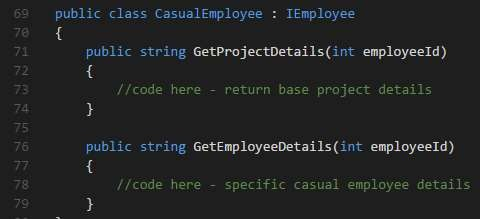 69 public class CasualEmployee : IEmployee
70 {
71 public string GetProjectDetails(int employeeId)
72 {
73 //code here - return base project details
74 }
75
76 public string GetEmployeeDetails(int employeeId)
77 {
78 //code here - specific casual employee details
79 }